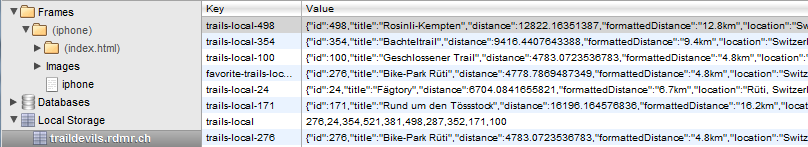 Frames
(iphone)
(index.html)
Images
iphone
Databases
Local Storage
traildevils.rdmr.ch
Key Value
trails-local-498 {"id":498,"title":"Rosinli-Kempten","distance":12822.16351387,"formattedDistance":"12.8km","location":"Switze
trails-local-354 {"id":354,"title":"Bachteltrail","distance":9416.4407643388,"formattedDistance":"9.4km","location":"Switzerl
trails-local-100 {"id":100,"title":"Geschlossener Trail","distance":4783.0723536783,"formattedDistance":"4.8km","location":"S
favorite-trails-loc... {"id":276,"title":"Bike-Park Rüti","distance":4778.7869487349,"formattedDistance":"4.8km","location":"Switze
trails-local-24 {"id":24,"title":"Fägtory","distance":6704.0841655821,"formattedDistance":"6.7km","location":"Rüti, Switzerl
trails-local-171 {"id":171,"title":"Rund um den Tössstock","distance":16196.164576836,"formattedDistance":"16.2km","locatio
trails-local 276,24,354,521,381,498,287,352,171,100
trails-local-276 {"id":276,"title":"Bike-Park Rüti","distance":4783.0723536783,"formattedDistance":"4.8km","location":"Switze